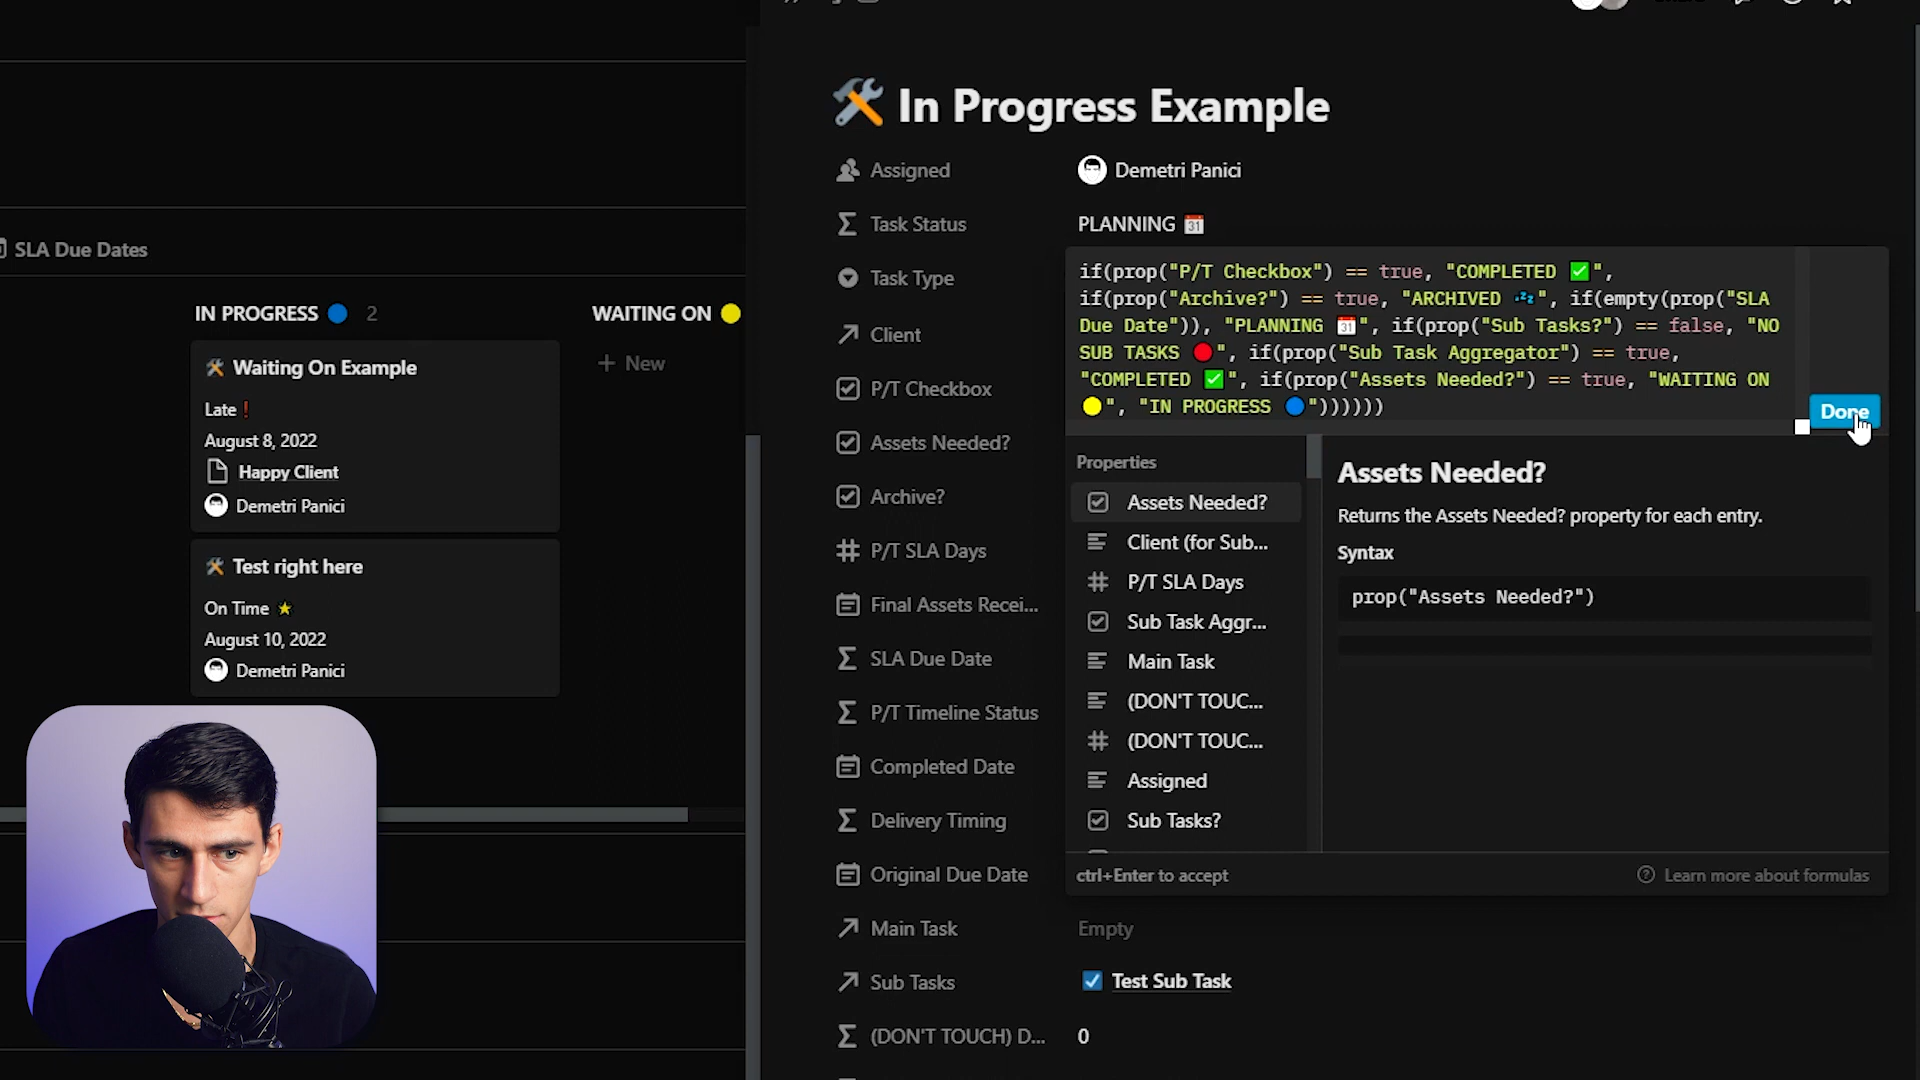 SLA Due Dates
IN PROGRESS 🔵 2
WAITING ON 🟡
🛠 Waiting On Example
Late❗
August 8, 2022
Happy Client
Demetri Panici
+ New
🛠 Test right here
On Time ⭐
August 10, 2022
Demetri Panici
🛠 In Progress Example
Assigned
Demetri Panici
Task Status
PLANNING 📅
Task Type
Client
P/T Checkbox
Assets Needed?
Archive?
P/T SLA Days
Final Assets Recei...
SLA Due Date
P/T Timeline Status
Completed Date
Delivery Timing
Original Due Date
Main Task
Empty
Sub Tasks
Test Sub Task
(DON'T TOUCH) D...
0
if(prop("P/T Checkbox") == true, "COMPLETED ✅",
if(prop("Archive?") == true, "ARCHIVED 💤", if(empty(prop("SLA
Due Date")), "PLANNING 📅", if(prop("Sub Tasks?") == false, "NO
SUB TASKS 🔴", if(prop("Sub Task Aggregator") == true,
"COMPLETED ✅", if(prop("Assets Needed?") == true, "WAITING ON
🟡", "IN PROGRESS 🔵"))))))
Done
Properties
Assets Needed?
Client (for Sub...
P/T SLA Days
Sub Task Aggr...
Main Task
(DON'T TOUC...
(DON'T TOUC...
Assigned
Sub Tasks?
Assets Needed?
Returns the Assets Needed? property for each entry.
Syntax
prop("Assets Needed?")
ctrl+Enter to accept
Learn more about formulas